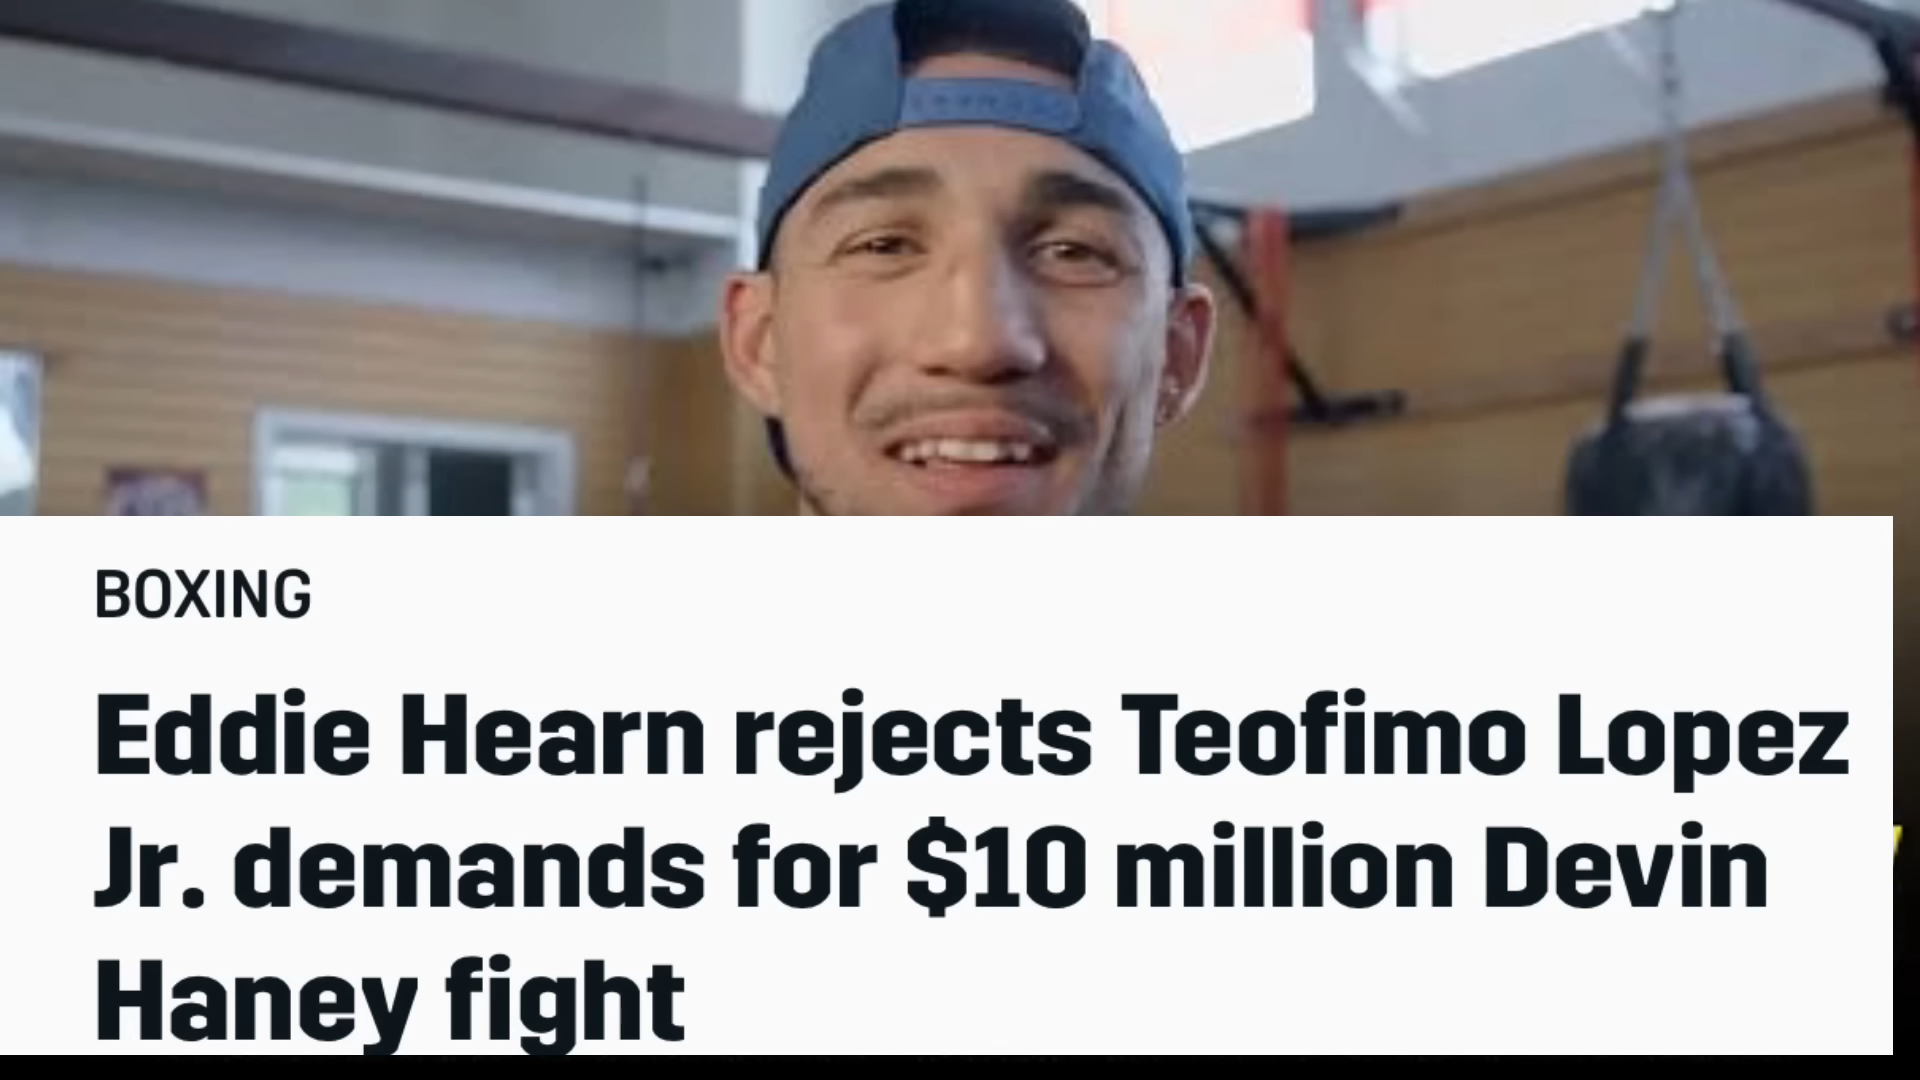 BOXING
Eddie Hearn rejects Teofimo Lopez
Jr. demands for $10 million Devin
Haney fight